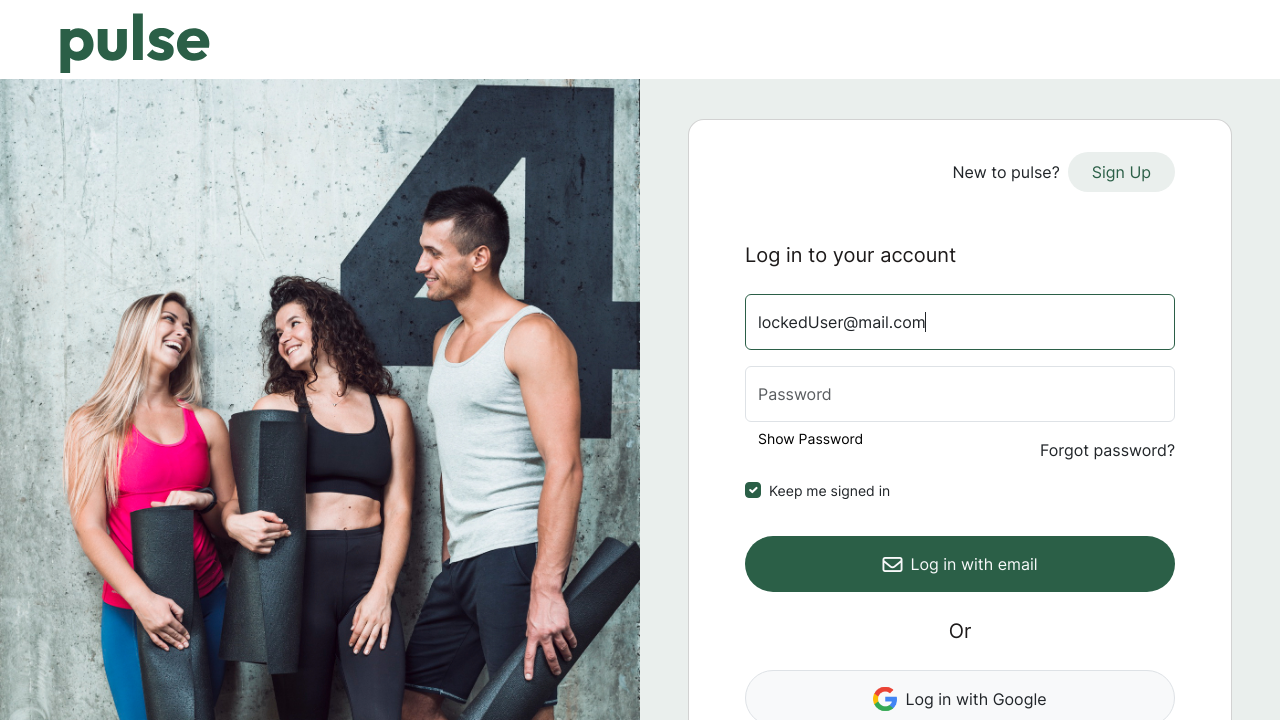 pulse
4
New to pulse? Sign Up
Log in to your account
lockedUser@mail.com
Password
Show Password
Forgot password?
Keep me signed in
Log in with email
Or
Log in with Google